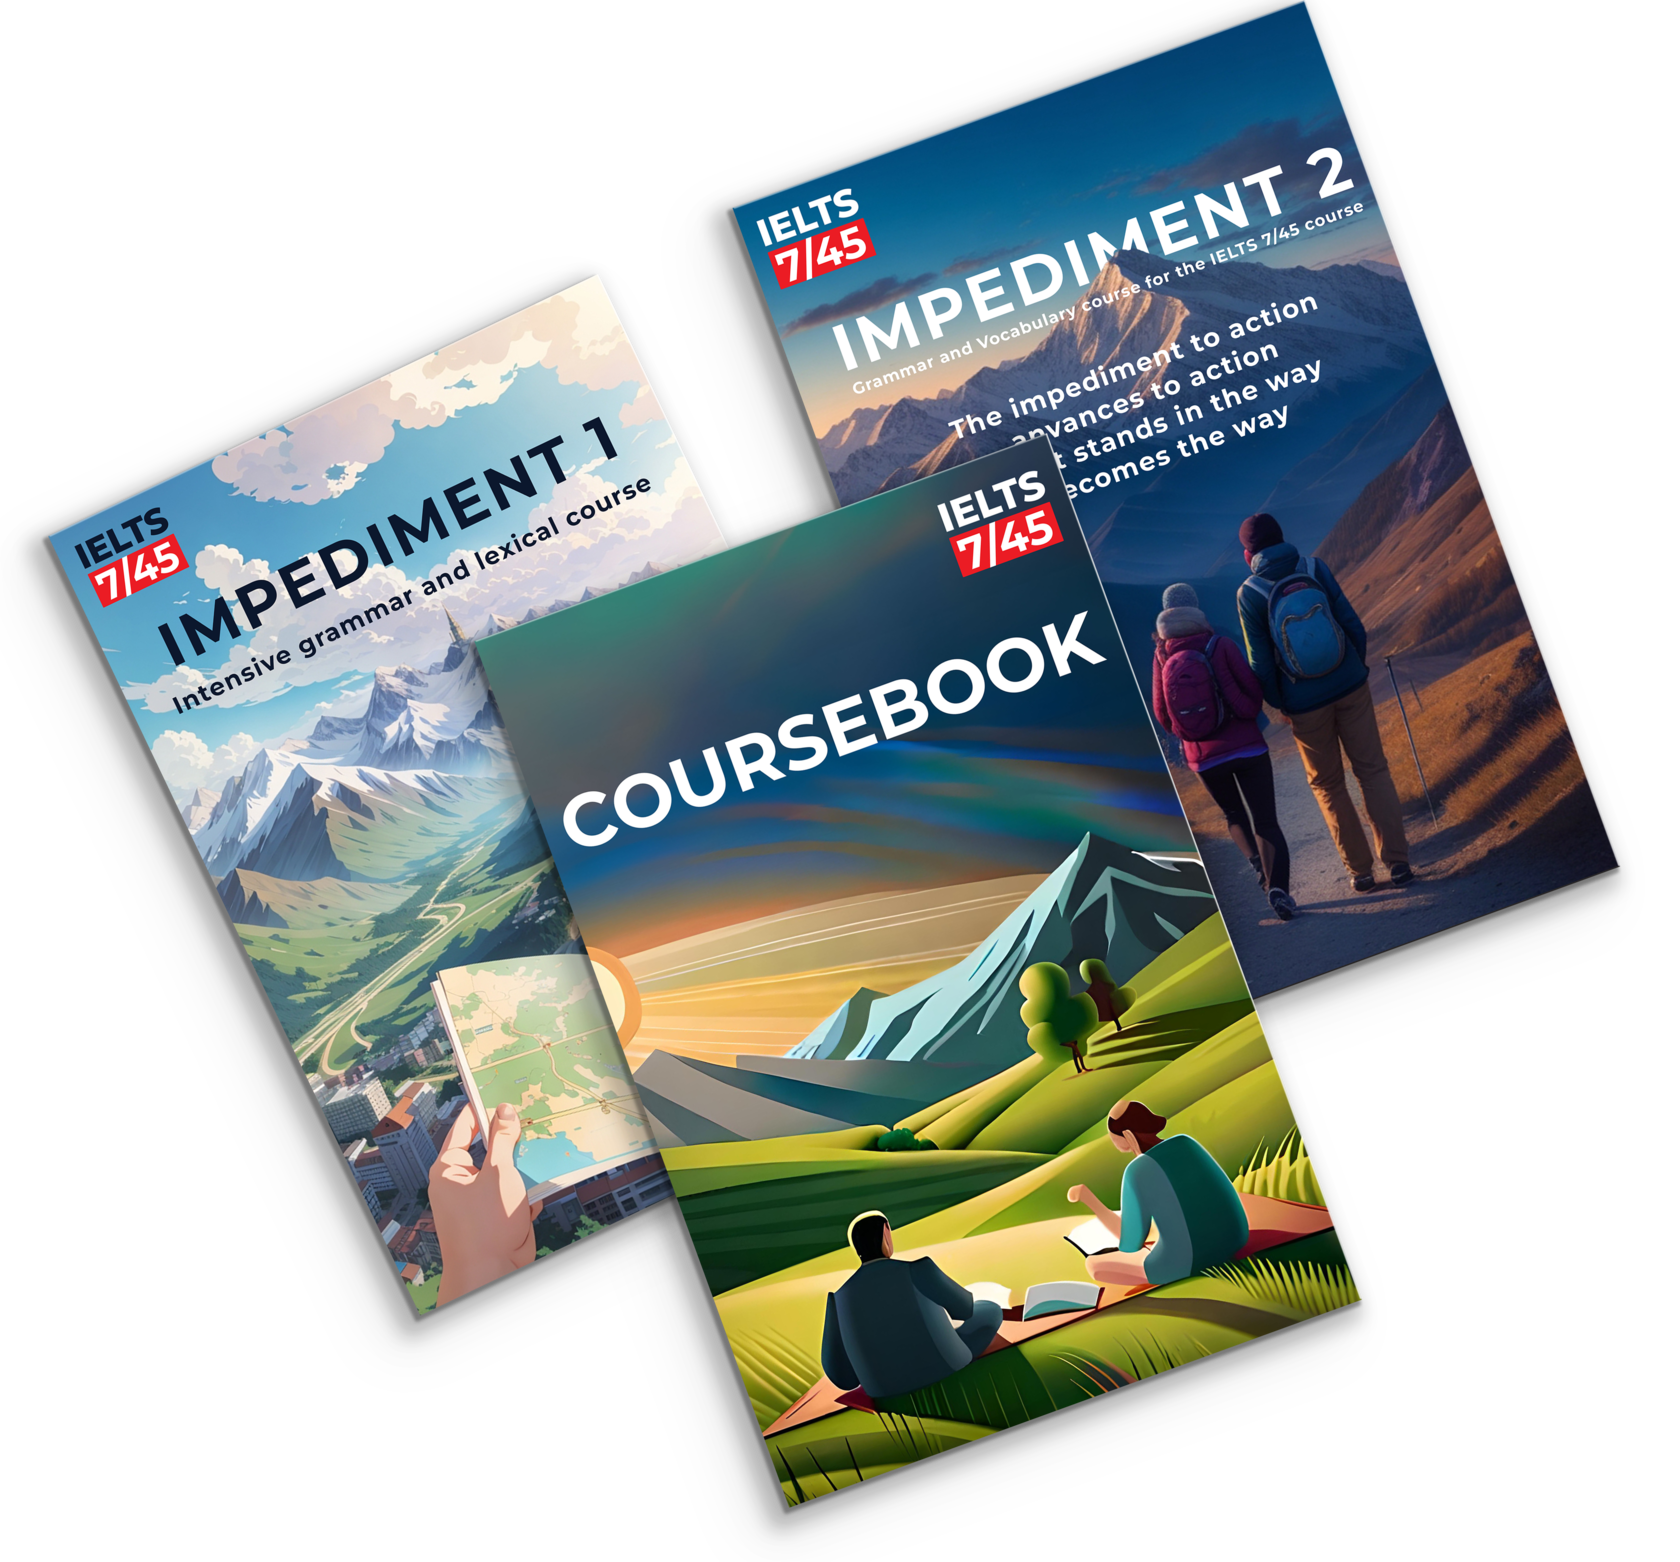 IELTS
7/45
IMPEDIMENT 1
Intensive grammar and lexical course
IELTS
7/45
IMPEDIMENT 2
Grammar and Vocabulary course for the IELTS 7/45 course
The impediment to action
to action
stands in the way
the way
IELTS
7/45
COURSEBOOK